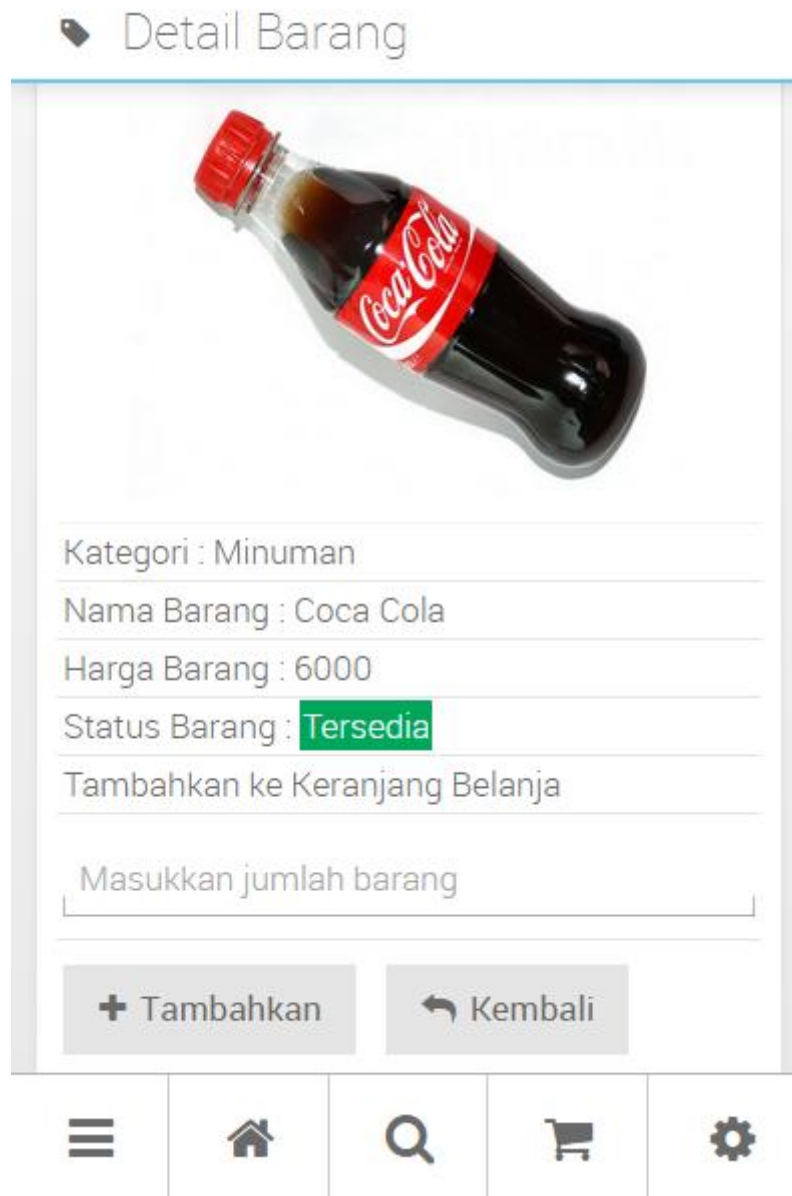 Detail Barang
Coca-Cola
Kategori : Minuman
Nama Barang : Coca Cola
Harga Barang : 6000
Status Barang : Tersedia
Tambahkan ke Keranjang Belanja
Masukkan jumlah barang
Tambahkan
Kembali